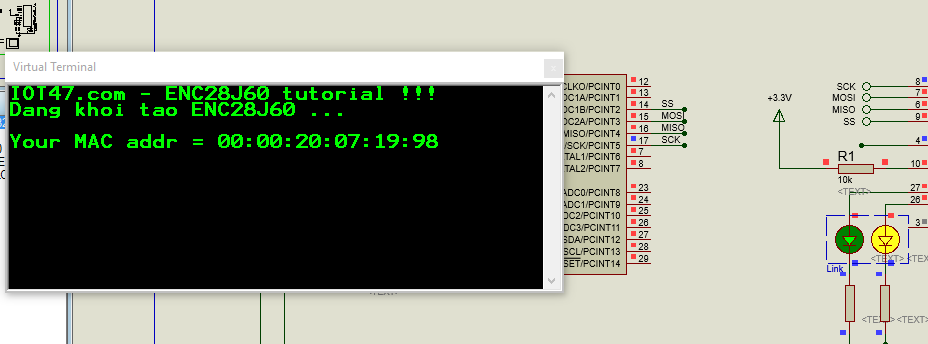 Virtual Terminal
IOT47.com - ENC28J60 tutorial !!!
Dang khoi tao ENC28J60 ...
Your MAC addr = 00:00:20:07:19:98
CLKO/PCINT0 12
OC1A/PCINT1 13
OC1B/PCINT2 14 SS
OC2A/PCINT3 15 MOSI
MISO/PCINT4 16 MISO
/SCK/PCINT5 17 SCK
TAL1/PCINT6 7
TAL2/PCINT7 8
ADC0/PCINT8 23
ADC1/PCINT9 24
DC2/PCINT10 25
DC3/PCINT11 26
SDA/PCINT12 27
SCL/PCINT13 28
SET/PCINT14 29
+3.3V
SCK 8
MOSI 7
MISO 6
SS 9
4
R1 10
10k
<TEXT>
27
26
3
<TEXT>
<TEXT>
Link
<TEXT>
<TEXT>